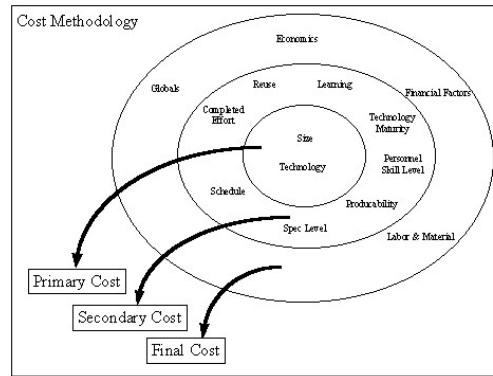 Cost Methodology
Economics
Globals
Reuse
Learning
Financial Factors
Completed
Effort
Technology
Maturity
Size
Technology
Personnel
Skill Level
Schedule
Producability
Spec Level
Labor & Material
Primary Cost
Secondary Cost
Final Cost